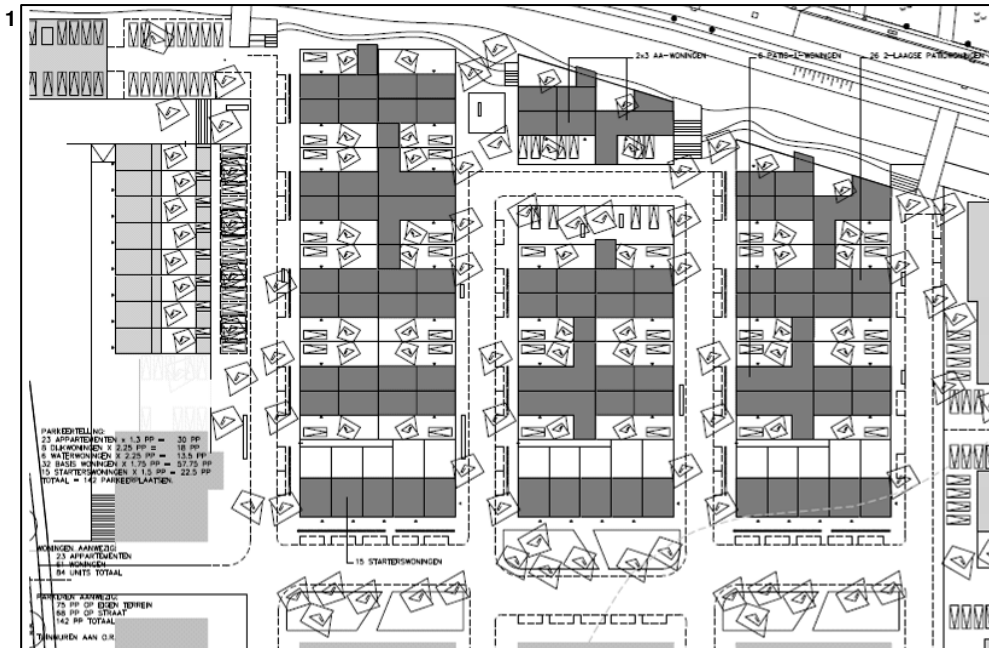 1
2x3 AA-WONINGEN
6 PATIO-L-WONINGEN
26 2-LAAGSE PATIOWONINGEN
PARKEERTELLING:
23 APPARTEMENTEN x 1.3 PP = 30 PP
8 DIJKWONINGEN X 2.25 PP = 18 PP
6 WATERWONINGEN X 2.25 PP = 13.5 PP
32 BASIS WONINGEN X 1.75 PP = 57.75 PP
15 STARTERSWONINGEN X 1.5 PP = 22.5 PP
TOTAAL = 142 PARKEERPLAATSEN.
WONINGEN AANWEZIG:
23 APPARTEMENTEN
61 WONINGEN
84 UNITS TOTAAL
15 STARTERSWONINGEN
PARKEREN AANWEZIG:
75 PP OP EIGEN TERREIN
68 PP OP STRAAT
142 PP TOTAAL
TUINMUREN AAN O.R.